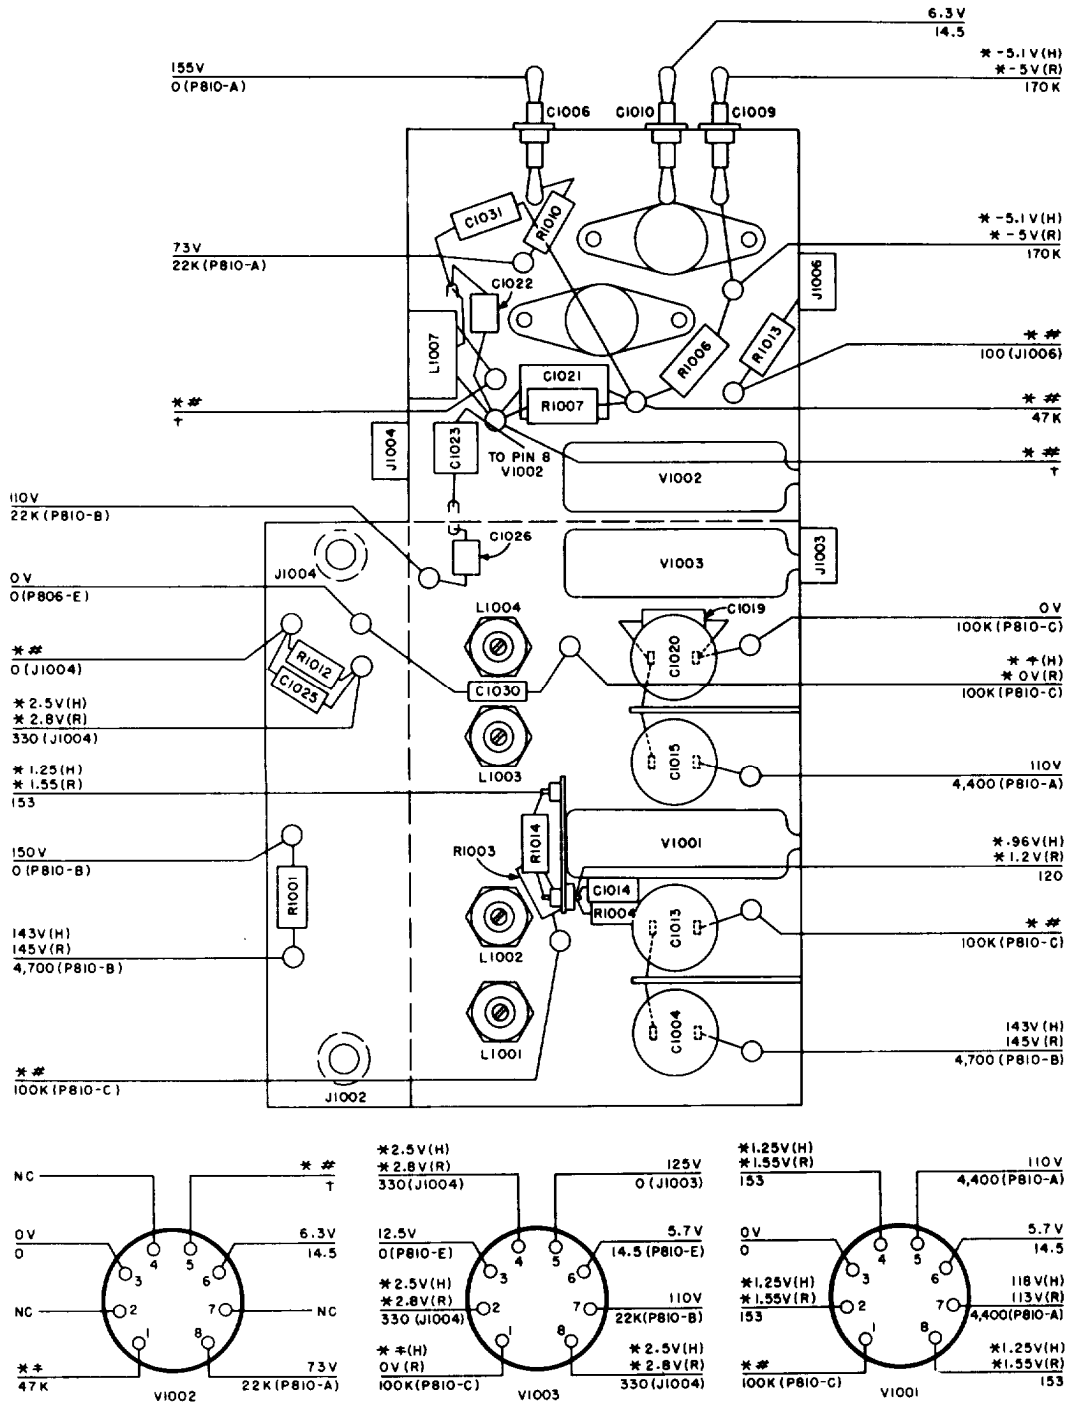 6.3V
14.5
155V
0(P810-A)
*-5.1V(H)
*-5V(R)
170K
C1006
C1010
C1009
C1031
R1010
73V
22K(P810-A)
*-5.1V(H)
*-5V(R)
170K
C1022
J1006
L1007
R1006
R1013
*#
100(J1006)
C1021
R1007
*#
†
*#
47K
J1004
C1023
TO PIN 8
V1002
V1002
*#
†
110V
22K(P810-B)
C1026
V1003
J1003
J1004
0V
0(P806-E)
L1004
C1019
0V
100K(P810-C)
*#
0(J1004)
R1012
C1025
C1020
*‡(H)
*0V(R)
100K(P810-C)
C1030
*2.5V(H)
*2.8V(R)
330(J1004)
L1003
C1015
110V
4,400(P810-A)
*1.25(H)
*1.55(R)
153
R1014
V1001
R1003
*.96V(H)
*1.2V(R)
120
150V
0(P810-B)
R1001
C1014
R1004
C1013
*#
100K(P810-C)
143V(H)
145V(R)
4,700(P810-B)
L1002
C1004
143V(H)
145V(R)
4,700(P810-B)
L1001
*#
100K(P810-C)
J1002
NC
*#
†
0V
0
6.3V
14.5
NC
NC
4
5
3
6
2
7
1
8
*‡
47K
73V
22K(P810-A)
V1002
*2.5V(H)
*2.8V(R)
330(J1004)
125V
0(J1003)
12.5V
0(P810-E)
5.7V
14.5(P810-E)
*2.5V(H)
*2.8V(R)
330(J1004)
110V
22K(P810-B)
4
5
3
6
2
7
1
8
*‡(H)
0V(R)
100K(P810-C)
*2.5V(H)
*2.8V(R)
330(J1004)
V1003
*1.25V(H)
*1.55V(R)
153
110V
4,400(P810-A)
0V
0
5.7V
14.5
*1.25V(H)
*1.55V(R)
153
118V(H)
113V(R)
4,400(P810-A)
4
5
3
6
2
7
1
8
*#
100K(P810-C)
*1.25V(H)
*1.55V(R)
153
V1001